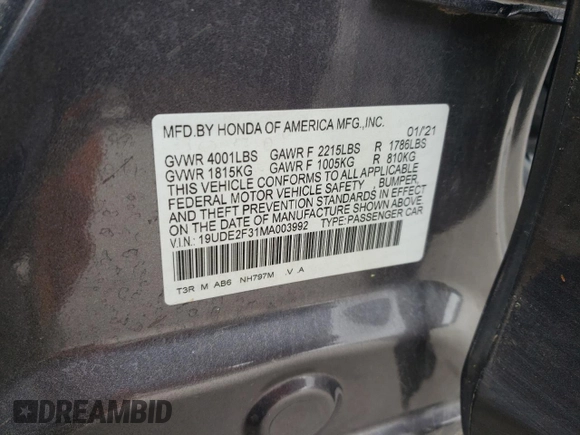 MFD.BY HONDA OF AMERICA MFG.,INC. 01/'21
GVWR 4001LBS GAWR F 2215LBS R 1786LBS
GVWR 1815KG GAWR F 1005KG R 810KG
THIS VEHICLE CONFORMS TO ALL APPLICABLE
FEDERAL MOTOR VEHICLE SAFETY , BUMPER,
AND THEFT PREVENTION STANDARDS IN EFFECT
ON THE DATE OF MANUFACTURE SHOWN ABOVE.
V.I.N.: 19UDE2F31MA003992 TYPE:PASSENGER CAR
T3R M AB6 NH797M .V .A
DREAMBID